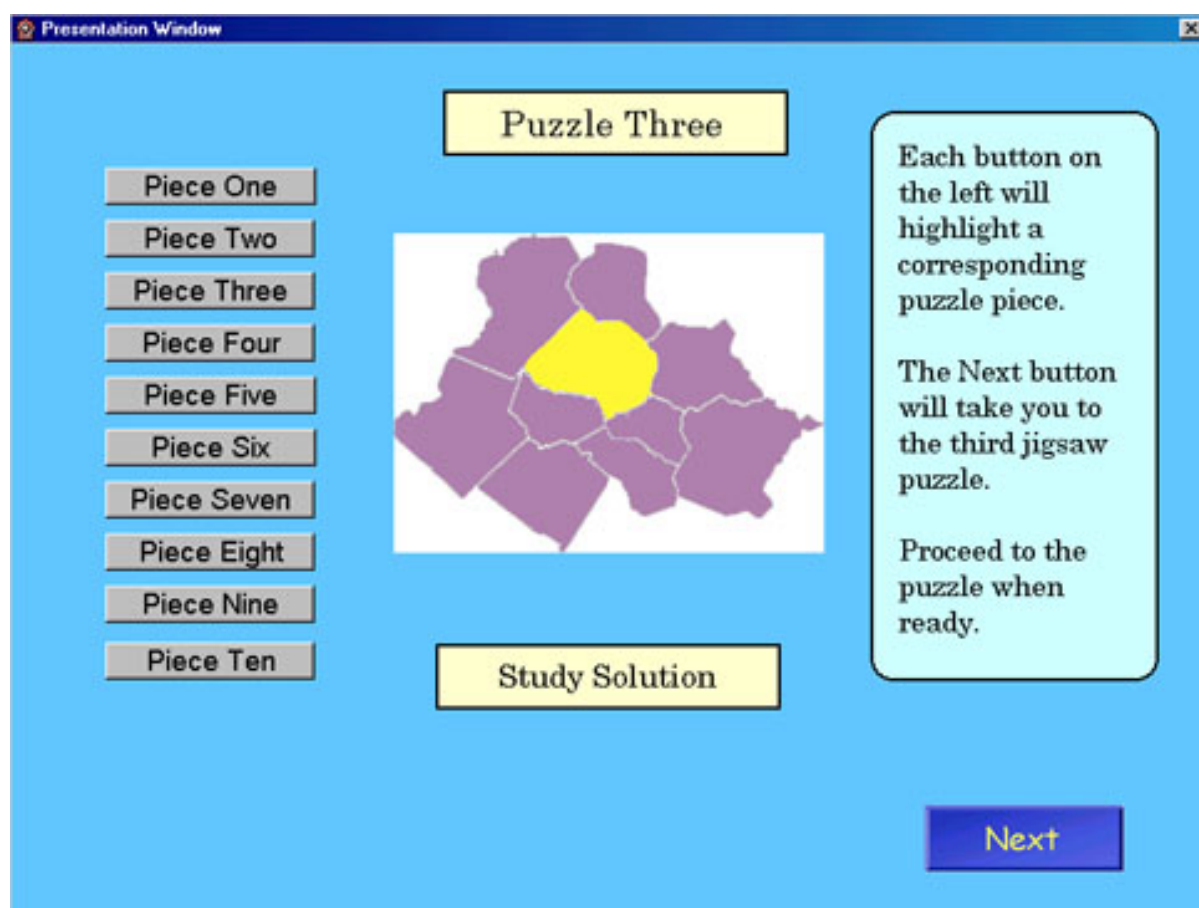 Presentation Window
Puzzle Three
Piece One
Piece Two
Piece Three
Piece Four
Piece Five
Piece Six
Piece Seven
Piece Eight
Piece Nine
Piece Ten
Each button on
the left will
highlight a
corresponding
puzzle piece.
The Next button
will take you to
the third jigsaw
puzzle.
Proceed to the
puzzle when
ready.
Study Solution
Next